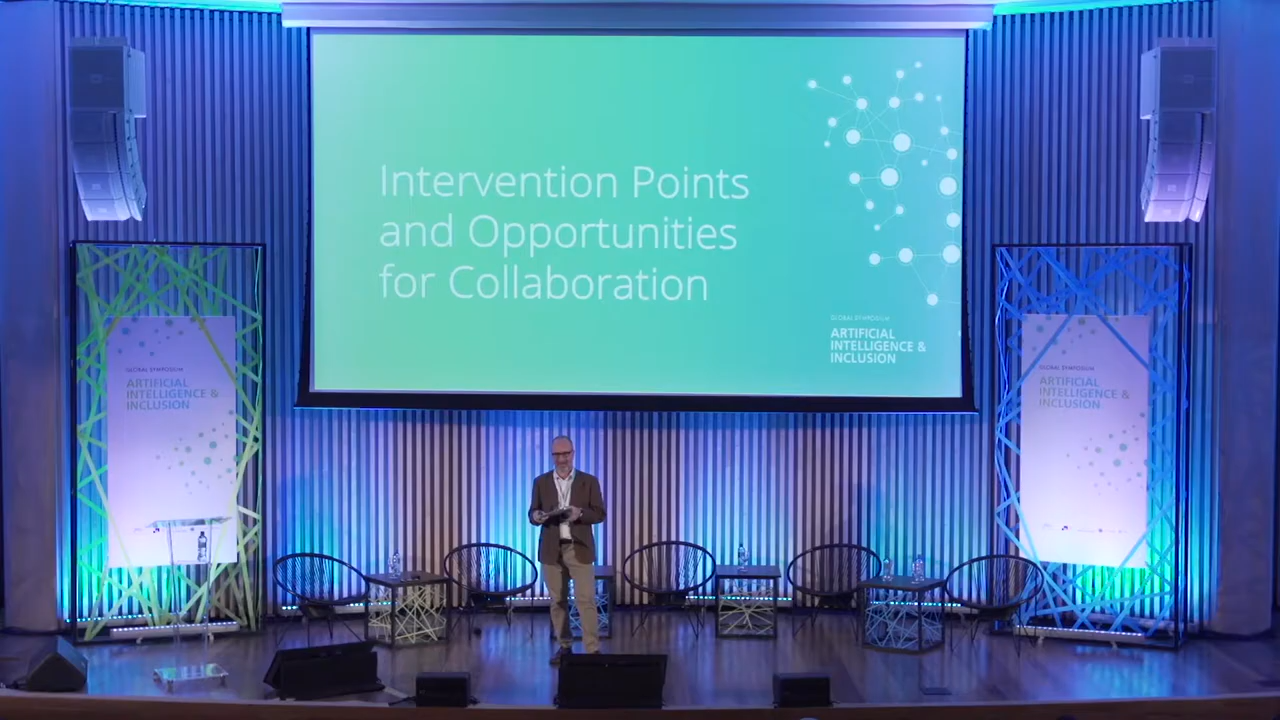 Intervention Points
and Opportunities
for Collaboration
GLOBAL SYMPOSIUM
ARTIFICIAL
INTELLIGENCE &
INCLUSION
GLOBAL SYMPOSIUM
ARTIFICIAL
INTELLIGENCE &
INCLUSION
GLOBAL SYMPOSIUM
ARTIFICIAL
INTELLIGENCE &
INCLUSION